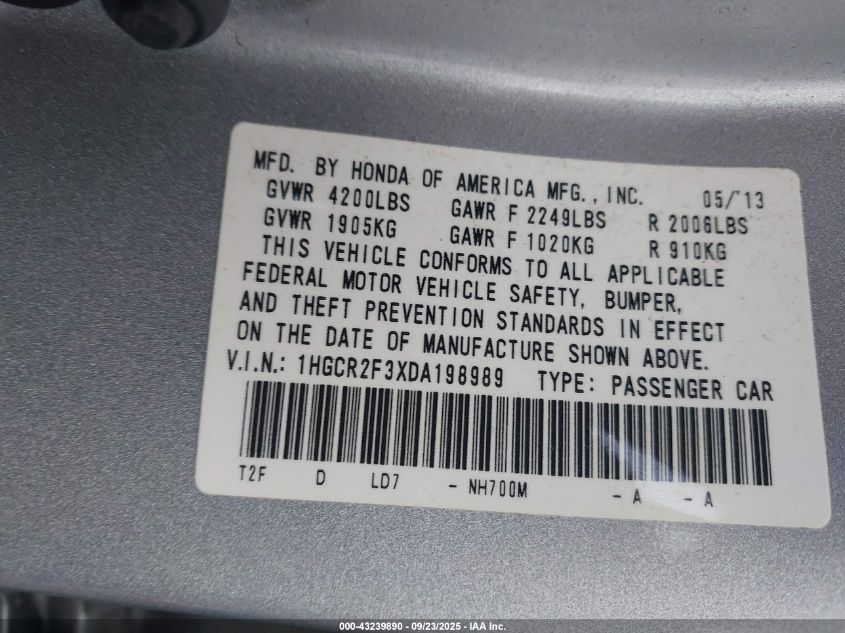 MFD. BY HONDA OF AMERICA MFG., INC. 05/'13
GVWR 4200LBS GAWR F 2249LBS R 2006LBS
GVWR 1905KG GAWR F 1020KG R 910KG
THIS VEHICLE CONFORMS TO ALL APPLICABLE
FEDERAL MOTOR VEHICLE SAFETY, BUMPER,
AND THEFT PREVENTION STANDARDS IN EFFECT
ON THE DATE OF MANUFACTURE SHOWN ABOVE.
V.I.N.: 1HGCR2F3XDA198989 TYPE: PASSENGER CAR
T2F D LD7 - NH700M - A - A
000-43239890 - 09/23/2025 - IAA Inc.